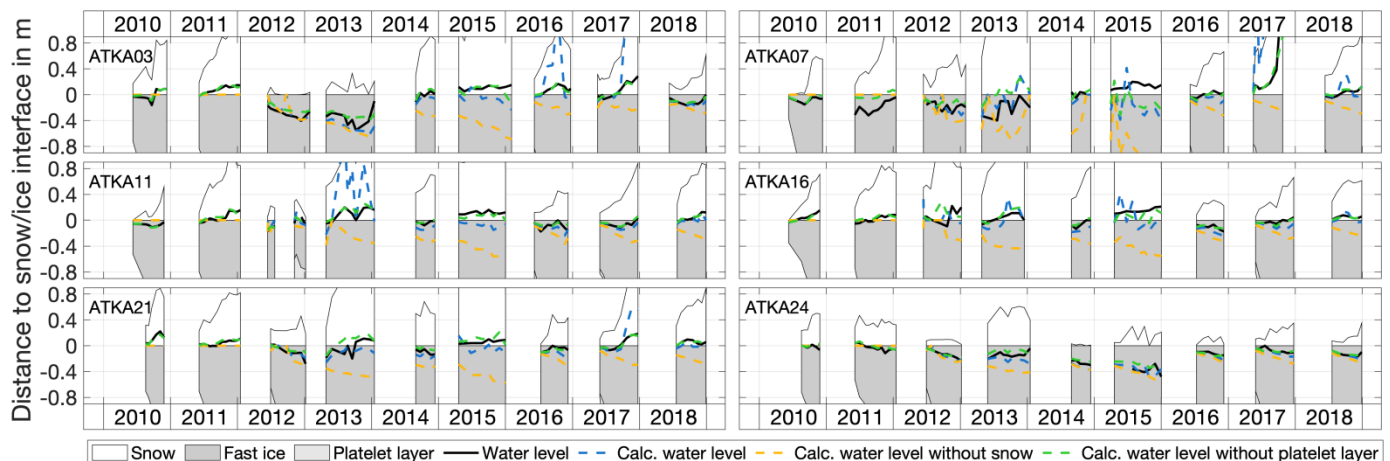 2010 2011 2012 2013 2014 2015 2016 2017 2018 2010 2011 2012 2013 2014 2015 2016 2017 2018
Distance to snow/ice interface in m
0.8 ATKA03 ATKA07
0.4
0
-0.4
-0.8
0.8 ATKA11 ATKA16
0.4
0
-0.4
-0.8
0.8 ATKA21 ATKA24
0.4
0
-0.4
-0.8
2010 2011 2012 2013 2014 2015 2016 2017 2018 2010 2011 2012 2013 2014 2015 2016 2017 2018
Snow Fast ice Platelet layer Water level Calc. water level Calc. water level without snow Calc. water level without platelet layer